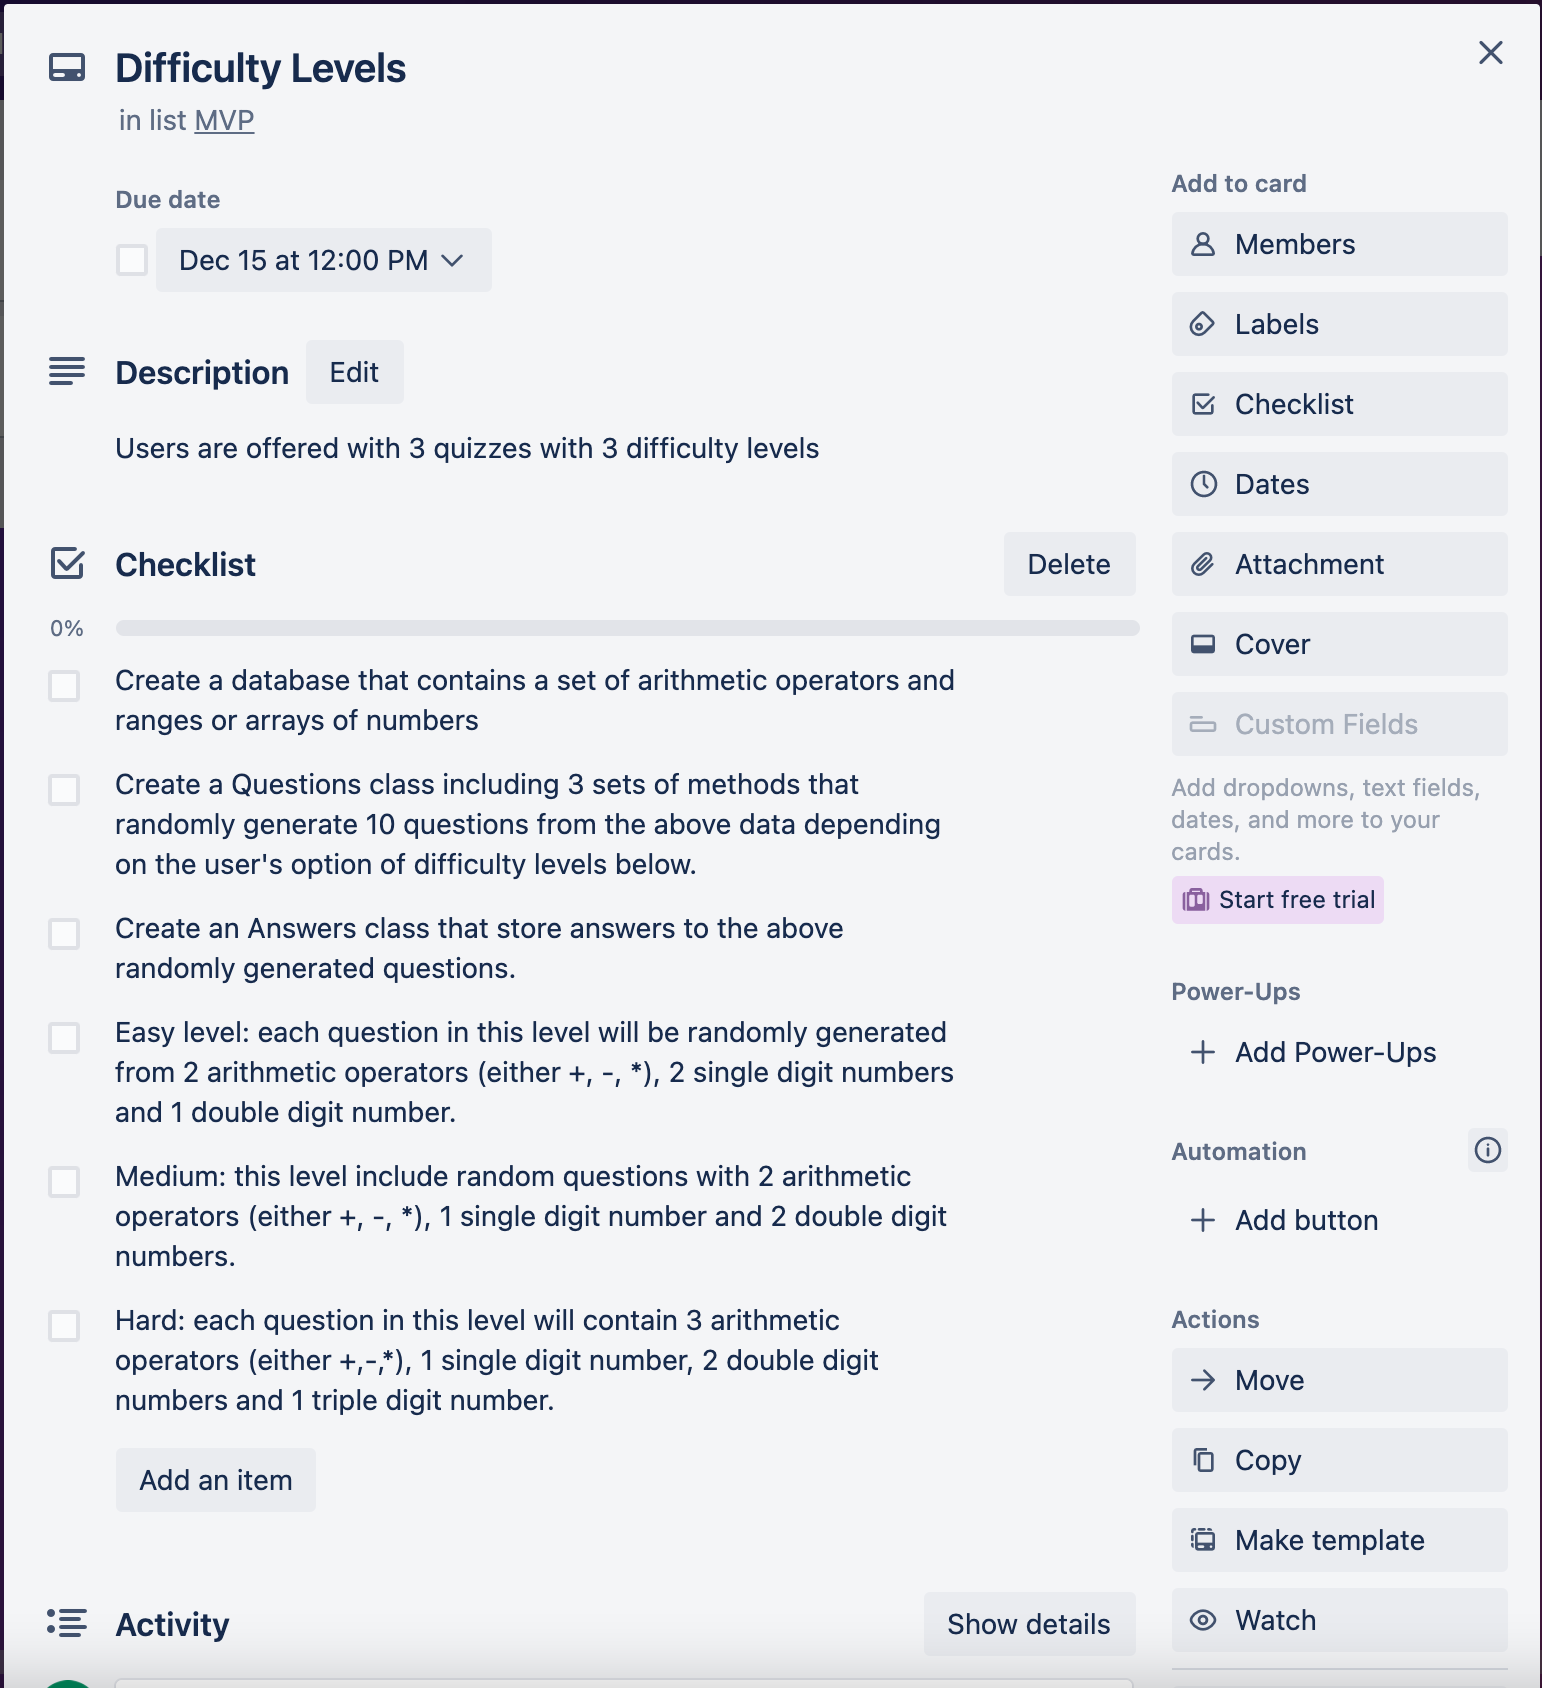 Difficulty Levels
in list MVP
Due date
Dec 15 at 12:00 PM
Description
Edit
Users are offered with 3 quizzes with 3 difficulty levels
Checklist
Delete
0%
Create a database that contains a set of arithmetic operators and
ranges or arrays of numbers
Create a Questions class including 3 sets of methods that
randomly generate 10 questions from the above data depending
on the user's option of difficulty levels below.
Create an Answers class that store answers to the above
randomly generated questions.
Easy level: each question in this level will be randomly generated
from 2 arithmetic operators (either +, -, *), 2 single digit numbers
and 1 double digit number.
Medium: this level include random questions with 2 arithmetic
operators (either +, -, *), 1 single digit number and 2 double digit
numbers.
Hard: each question in this level will contain 3 arithmetic
operators (either +,-,*), 1 single digit number, 2 double digit
numbers and 1 triple digit number.
Add an item
Activity
Show details
Add to card
Members
Labels
Checklist
Dates
Attachment
Cover
Custom Fields
Add dropdowns, text fields,
dates, and more to your
cards.
Start free trial
Power-Ups
Add Power-Ups
Automation
Add button
Actions
Move
Copy
Make template
Watch